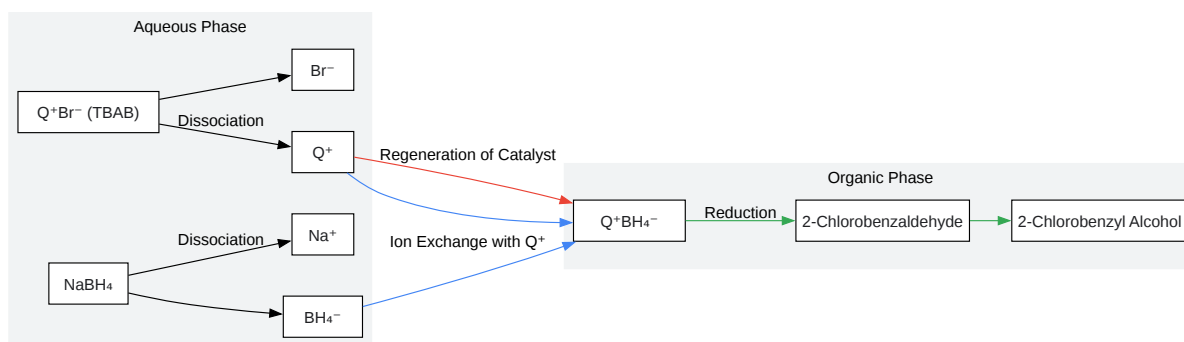 Aqueous Phase
Br⁻
Q⁺Br⁻ (TBAB)
Dissociation
Q⁺
Regeneration of Catalyst
Organic Phase
Q⁺BH₄⁻
Reduction
2-Chlorobenzaldehyde
2-Chlorobenzyl Alcohol
Dissociation
Na⁺
Ion Exchange with Q⁺
NaBH₄
BH₄⁻